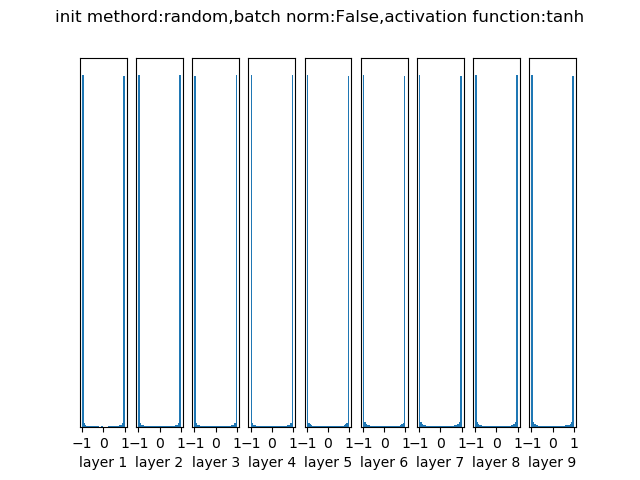 init methord:random,batch norm:False,activation function:tanh
−1 0 1 −1 0 1 −1 0 1 −1 0 1 −1 0 1 −1 0 1 −1 0 1 −1 0 1 −1 0 1
layer 1 layer 2 layer 3 layer 4 layer 5 layer 6 layer 7 layer 8 layer 9